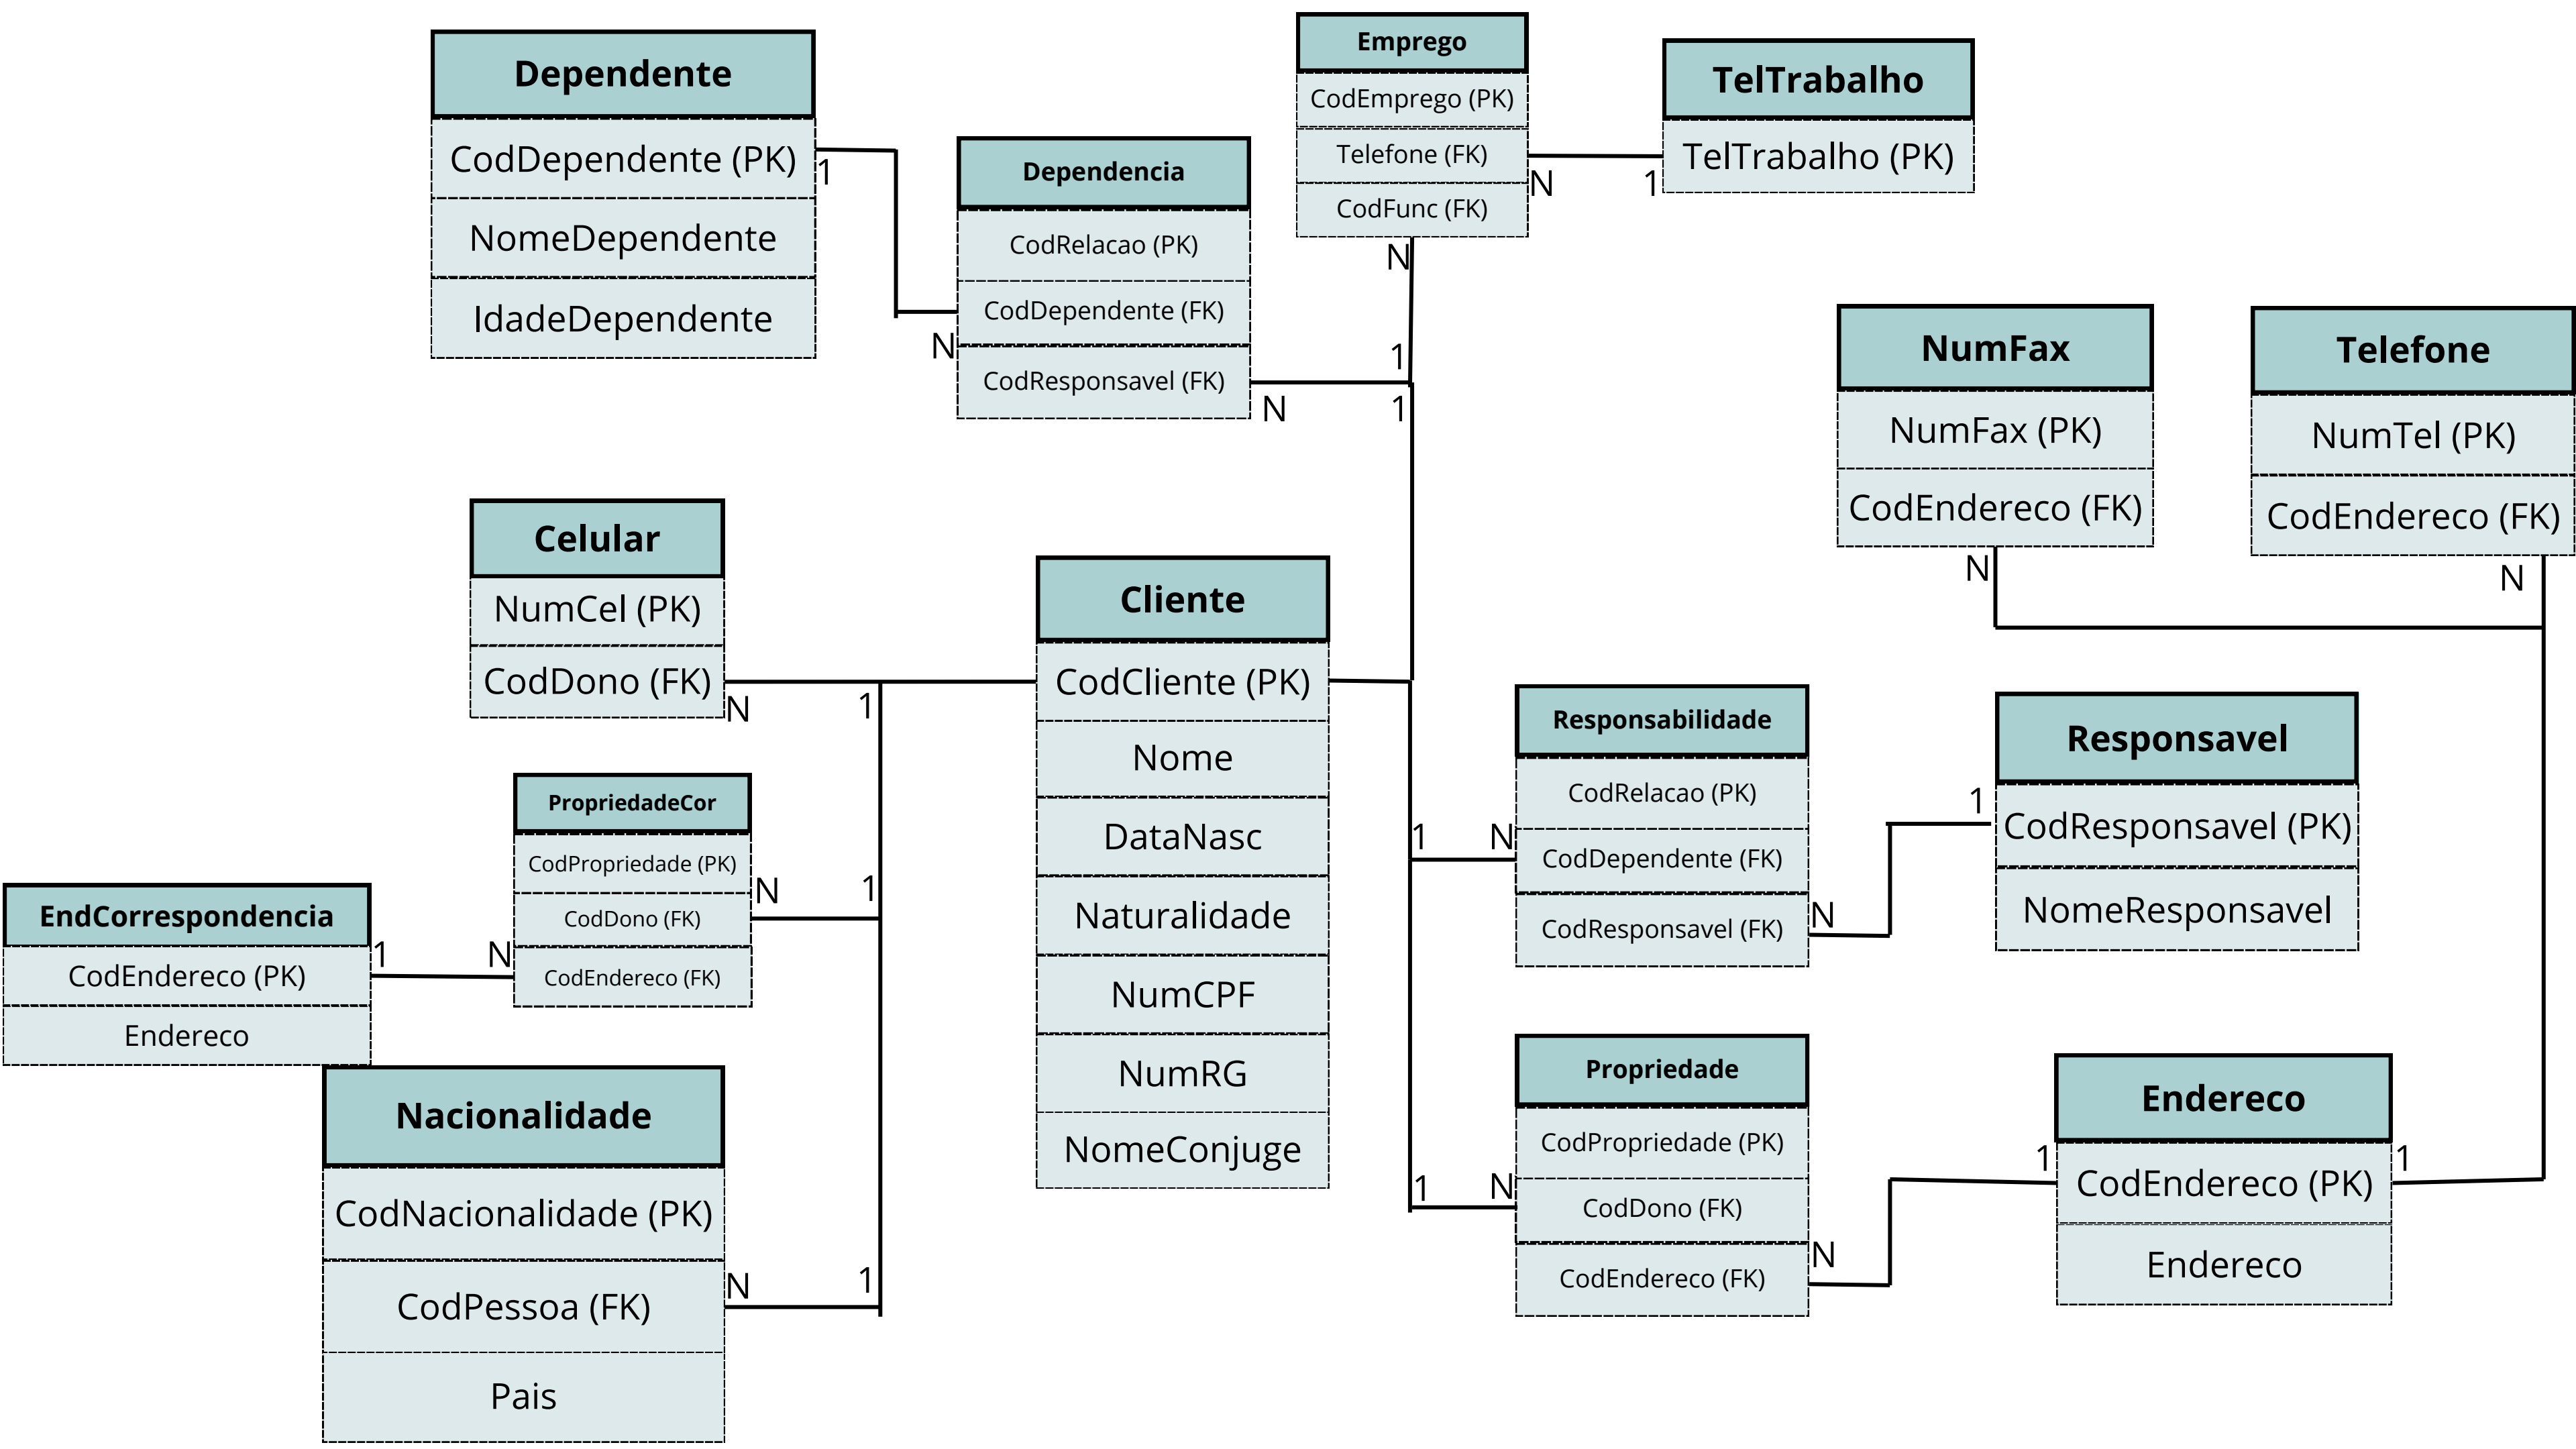 Dependente
CodDependente (PK)
1
NomeDependente
IdadeDependente
Dependencia
CodRelacao (PK)
CodDependente (FK)
N
CodResponsavel (FK)
N
1
1
Emprego
CodEmprego (PK)
Telefone (FK)
N
CodFunc (FK)
N
TelTrabalho
TelTrabalho (PK)
1
NumFax
NumFax (PK)
CodEndereco (FK)
N
Telefone
NumTel (PK)
CodEndereco (FK)
N
Celular
NumCel (PK)
CodDono (FK)
N
1
Cliente
CodCliente (PK)
Nome
DataNasc
Naturalidade
NumCPF
NumRG
NomeConjuge
Responsabilidade
CodRelacao (PK)
1
N
CodDependente (FK)
CodResponsavel (FK)
N
Responsavel
1
CodResponsavel (PK)
NomeResponsavel
PropriedadeCor
CodPropriedade (PK)
N
1
CodDono (FK)
N
CodEndereco (FK)
EndCorrespondencia
1
CodEndereco (PK)
Endereco
Nacionalidade
CodNacionalidade (PK)
N
1
CodPessoa (FK)
Pais
Propriedade
CodPropriedade (PK)
1
N
CodDono (FK)
N
CodEndereco (FK)
Endereco
1
CodEndereco (PK)
1
Endereco